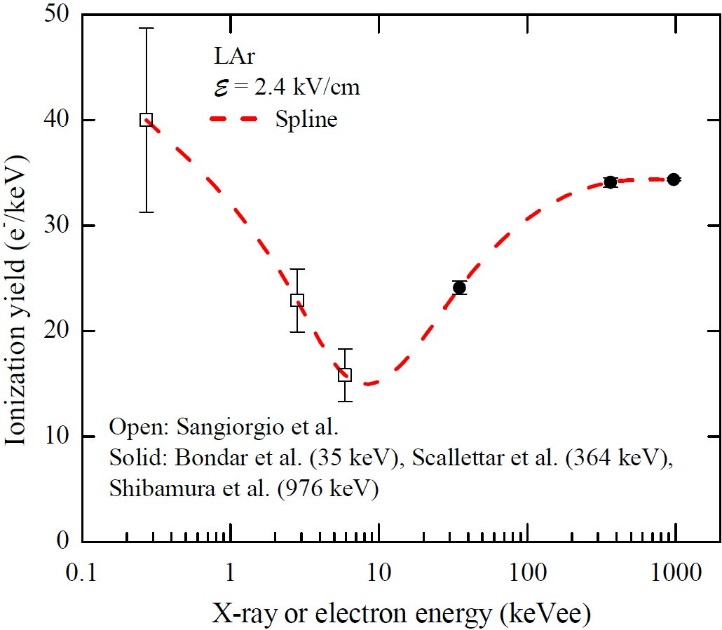 50
40
30
20
10
0
Ionization yield (e⁻/keV)
LAr
ℰ = 2.4 kV/cm
Spline
Open: Sangiorgio et al.
Solid: Bondar et al. (35 keV), Scallettar et al. (364 keV),
Shibamura et al. (976 keV)
0.1 1 10 100 1000
X-ray or electron energy (keVee)